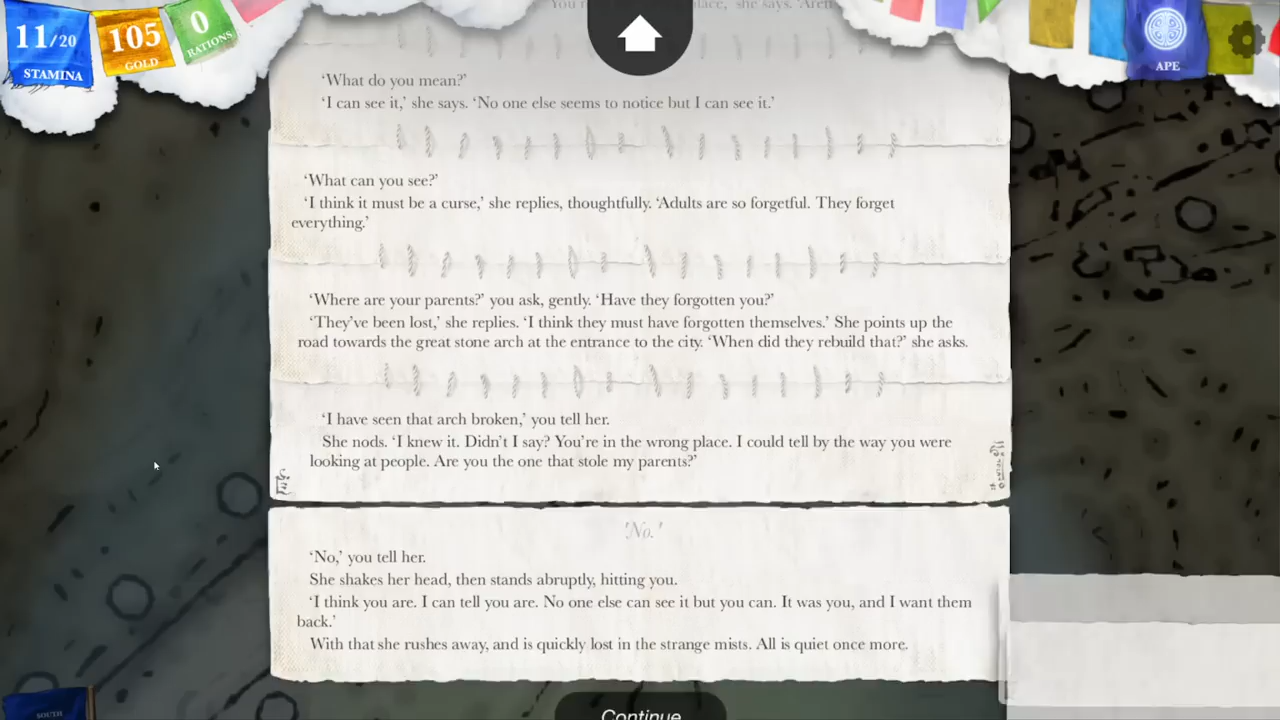 11/20
STAMINA
105
GOLD
0
RATIONS
APE
‘What do you mean?’
‘I can see it,’ she says. ‘No one else seems to notice but I can see it.’
‘What can you see?’
‘I think it must be a curse,’ she replies, thoughtfully. ‘Adults are so forgetful. They forget
everything.’
‘Where are your parents?’ you ask, gently. ‘Have they forgotten you?’
‘They’ve been lost,’ she replies. ‘I think they must have forgotten themselves.’ She points up the
road towards the great stone arch at the entrance to the city. ‘When did they rebuild that?’ she asks.
‘I have seen that arch broken,’ you tell her.
She nods. ‘I knew it. Didn’t I say? You’re in the wrong place. I could tell by the way you were
looking at people. Are you the one that stole my parents?’
'No.'
‘No,’ you tell her.
She shakes her head, then stands abruptly, hitting you.
‘I think you are. I can tell you are. No one else can see it but you can. It was you, and I want them
back.’
With that she rushes away, and is quickly lost in the strange mists. All is quiet once more.
SOUTH
Continue